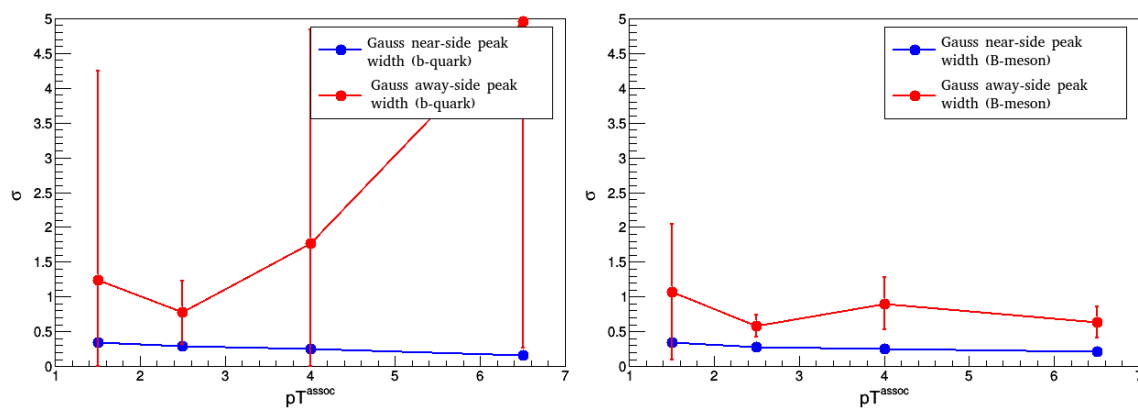 5
4.5
4
3.5
3
2.5
2
1.5
1
0.5
0
σ
Gauss near-side peak
width (b-quark)
Gauss away-side peak
width (b-quark)
1 2 3 4 5 6 7
pT^assoc
5
4.5
4
3.5
3
2.5
2
1.5
1
0.5
0
σ
Gauss near-side peak
width (B-meson)
Gauss away-side peak
width (B-meson)
1 2 3 4 5 6 7
pT^assoc